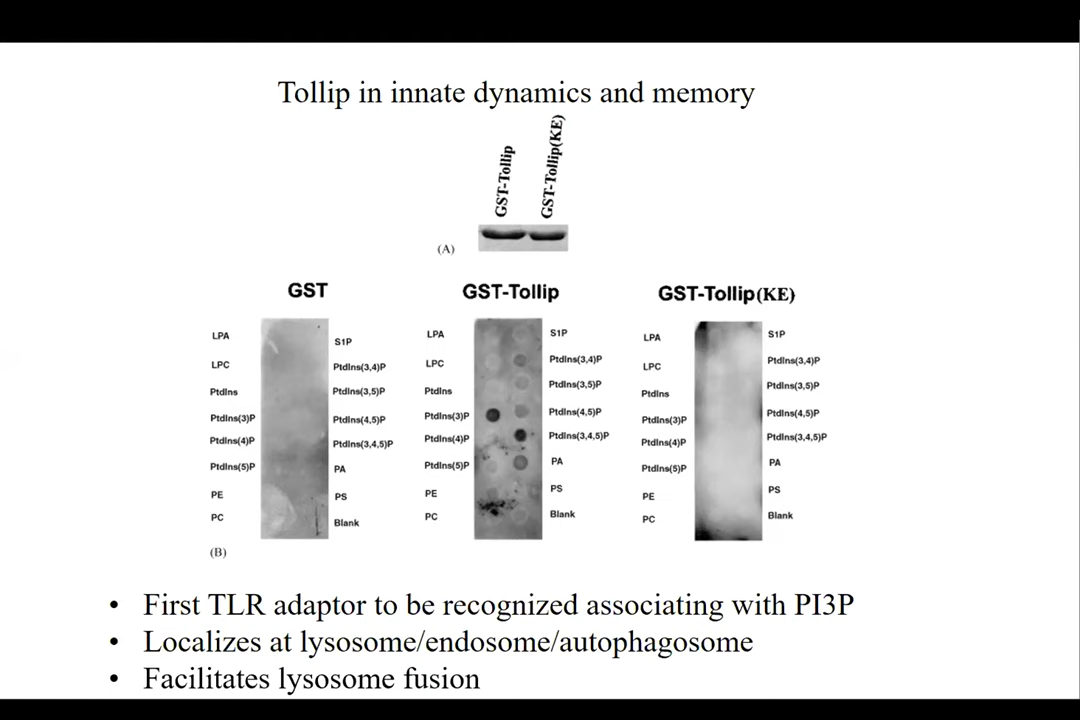 Tollip in innate dynamics and memory
GST-Tollip
GST-Tollip(KE)
(A)
GST
LPA
LPC
PtdIns
PtdIns(3)P
PtdIns(4)P
PtdIns(5)P
PE
PC
S1P
PtdIns(3,4)P
PtdIns(3,5)P
PtdIns(4,5)P
PtdIns(3,4,5)P
PA
PS
Blank
GST-Tollip
LPA
LPC
PtdIns
PtdIns(3)P
PtdIns(4)P
PtdIns(5)P
PE
PC
S1P
PtdIns(3,4)P
PtdIns(3,5)P
PtdIns(4,5)P
PtdIns(3,4,5)P
PA
PS
Blank
GST-Tollip(KE)
LPA
LPC
PtdIns
PtdIns(3)P
PtdIns(4)P
PtdIns(5)P
PE
PC
S1P
PtdIns(3,4)P
PtdIns(3,5)P
PtdIns(4,5)P
PtdIns(3,4,5)P
PA
PS
Blank
(B)
• First TLR adaptor to be recognized associating with PI3P
• Localizes at lysosome/endosome/autophagosome
• Facilitates lysosome fusion